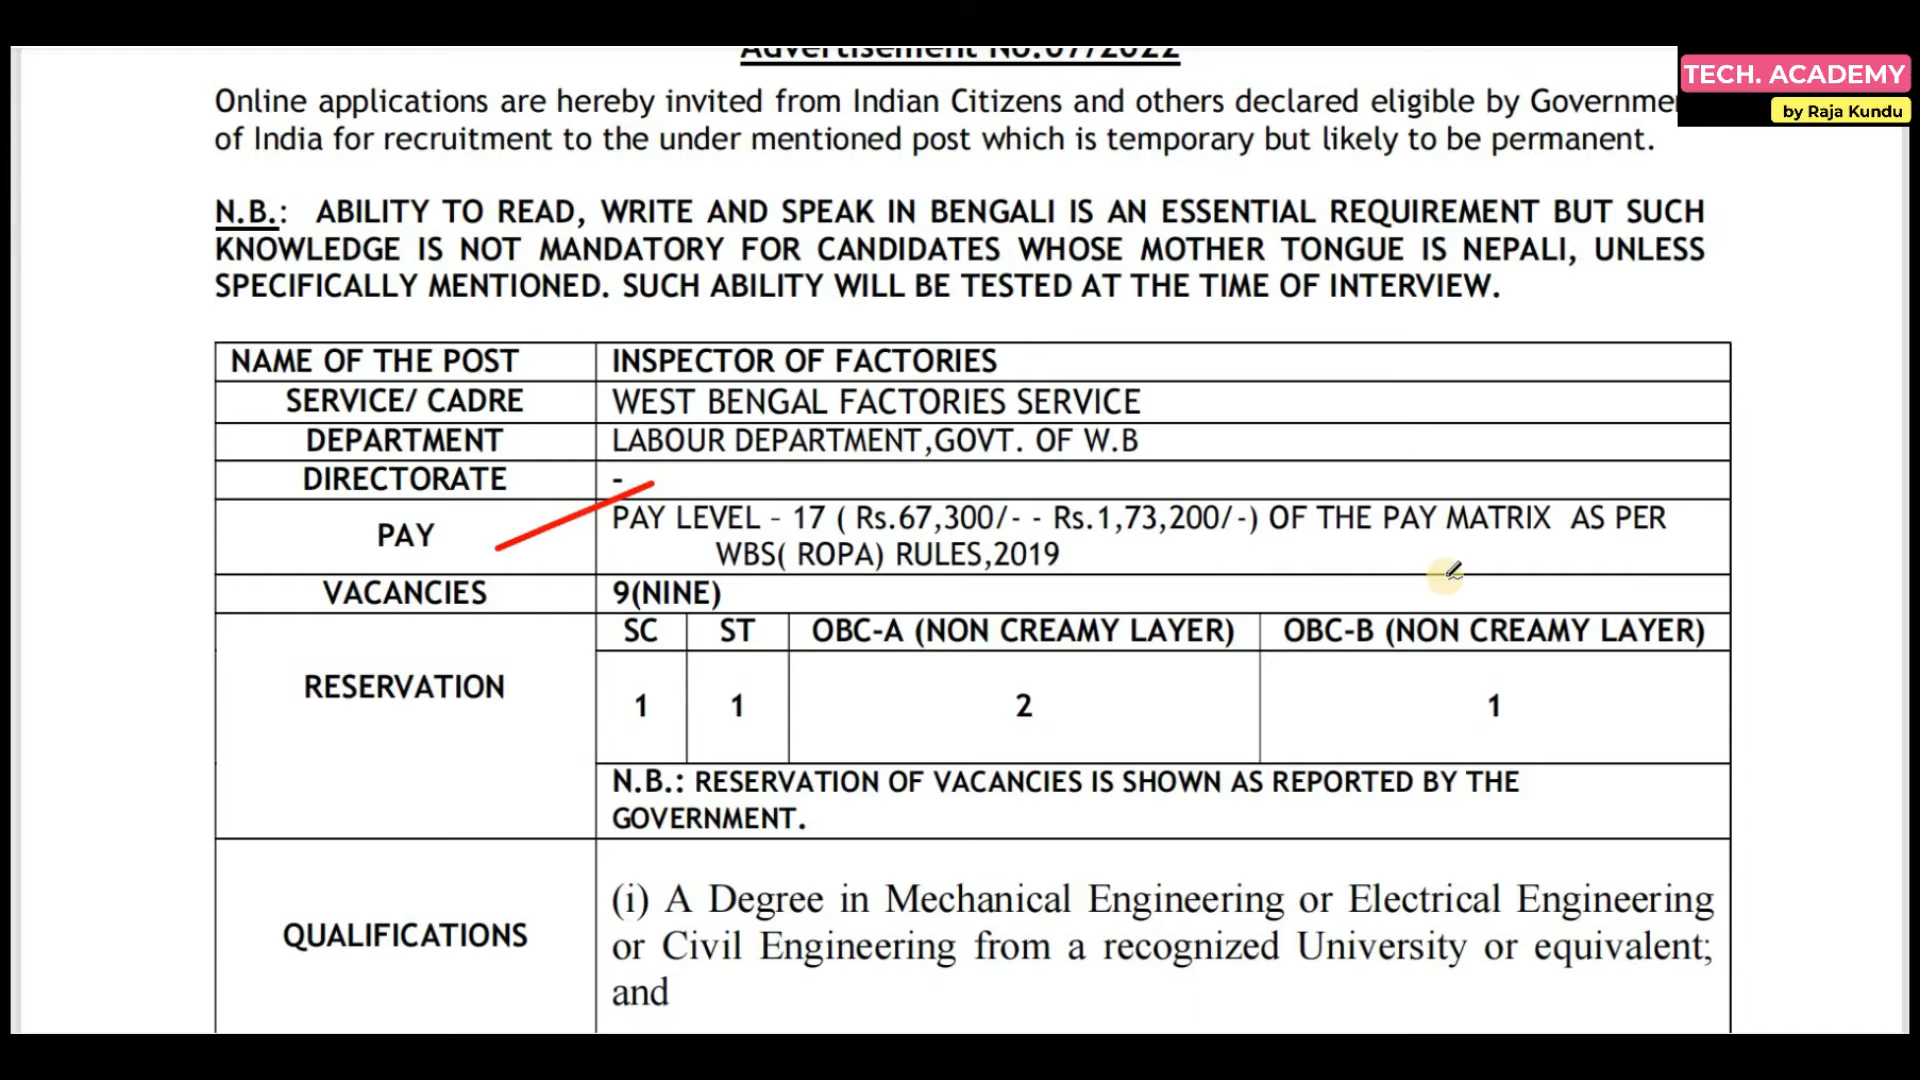 Advertisement No.07/2022
TECH. ACADEMY
by Raja Kundu
Online applications are hereby invited from Indian Citizens and others declared eligible by
of India for recruitment to the under mentioned post which is temporary but likely to be permanent.
N.B.: ABILITY TO READ, WRITE AND SPEAK IN BENGALI IS AN ESSENTIAL REQUIREMENT BUT SUCH
KNOWLEDGE IS NOT MANDATORY FOR CANDIDATES WHOSE MOTHER TONGUE IS NEPALI, UNLESS
SPECIFICALLY MENTIONED. SUCH ABILITY WILL BE TESTED AT THE TIME OF INTERVIEW.
NAME OF THE POST INSPECTOR OF FACTORIES
SERVICE/ CADRE WEST BENGAL FACTORIES SERVICE
DEPARTMENT LABOUR DEPARTMENT,GOVT. OF W.B
DIRECTORATE -
PAY PAY LEVEL - 17 ( Rs.67,300/- - Rs.1,73,200/-) OF THE PAY MATRIX AS PER
WBS( ROPA) RULES,2019
VACANCIES 9(NINE)
SC ST OBC-A (NON CREAMY LAYER) OBC-B (NON CREAMY LAYER)
RESERVATION
1 1 2 1
N.B.: RESERVATION OF VACANCIES IS SHOWN AS REPORTED BY THE
GOVERNMENT.
(i) A Degree in Mechanical Engineering or Electrical Engineering
QUALIFICATIONS or Civil Engineering from a recognized University or equivalent;
and